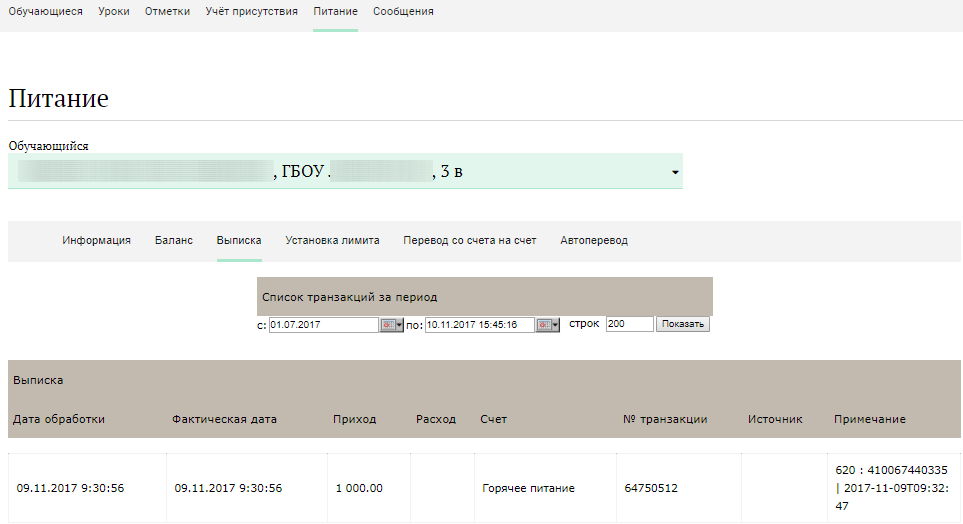 Обучающиеся Уроки Отметки Учёт присутствия Питание Сообщения
Питание
Обучающийся
, ГБОУ , 3 в
Информация Баланс Выписка Установка лимита Перевод со счета на счет Автоперевод
Список транзакций за период
с: 01.07.2017 по: 10.11.2017 15:45:16 строк 200 Показать
Выписка
Дата обработки Фактическая дата Приход Расход Счет № транзакции Источник Примечание
09.11.2017 9:30:56 09.11.2017 9:30:56 1 000.00 Горячее питание 64750512 620 : 410067440335
| 2017-11-09T09:32:
47